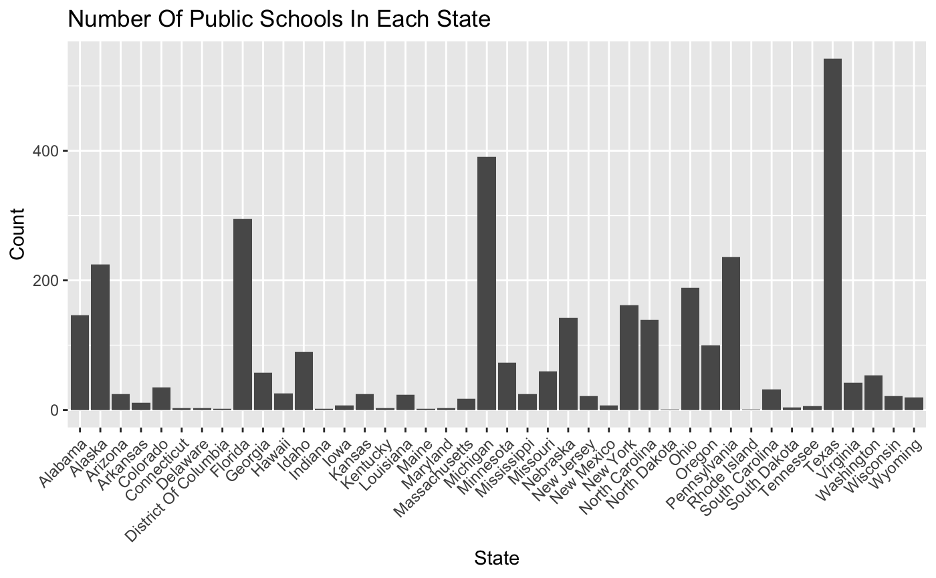 Number Of Public Schools In Each State
Count
400
200
0
Alabama
Alaska
Arizona
Arkansas
Colorado
Connecticut
Delaware
District Of Columbia
Florida
Georgia
Hawaii
Idaho
Indiana
Iowa
Kansas
Kentucky
Louisiana
Maine
Maryland
Massachusetts
Michigan
Minnesota
Mississippi
Missouri
Nebraska
New Jersey
New Mexico
New York
North Carolina
North Dakota
Ohio
Oregon
Pennsylvania
Rhode Island
South Carolina
South Dakota
Tennessee
Texas
Virginia
Washington
Wisconsin
Wyoming
State